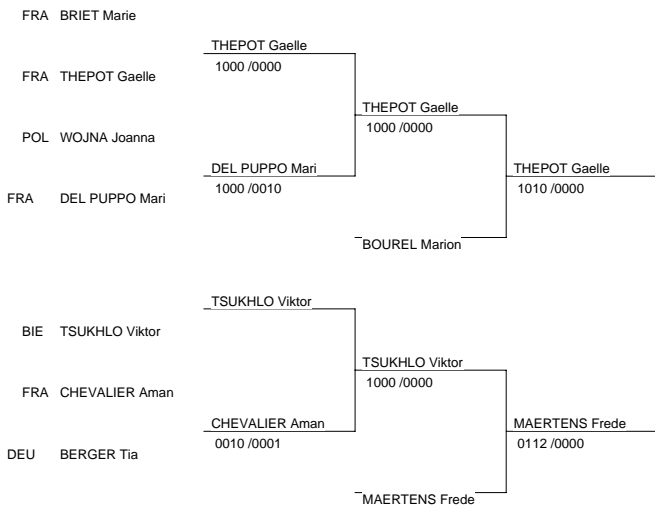 FRA BRIET Marie
THEPOT Gaelle
1000 /0000
FRA THEPOT Gaelle
THEPOT Gaelle
1000 /0000
POL WOJNA Joanna
DEL PUPPO Mari
1000 /0010
THEPOT Gaelle
1010 /0000
FRA DEL PUPPO Mari
BOUREL Marion
TSUKHLO Viktor
BIE TSUKHLO Viktor
TSUKHLO Viktor
1000 /0000
FRA CHEVALIER Aman
CHEVALIER Aman
0010 /0001
MAERTENS Frede
0112 /0000
DEU BERGER Tia
MAERTENS Frede